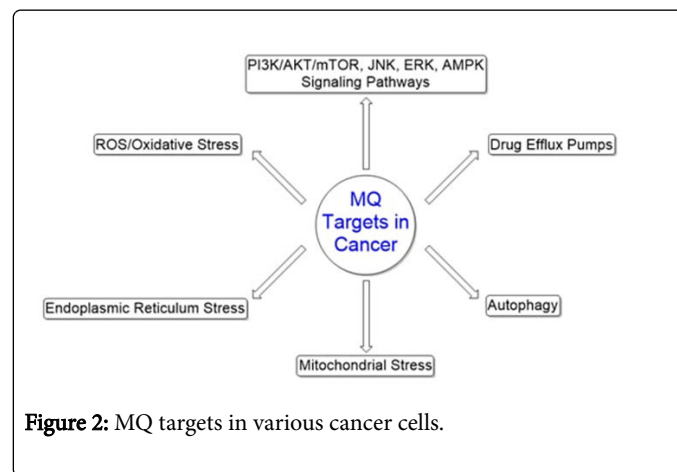 PI3K/AKT/mTOR, JNK, ERK, AMPK
Signaling Pathways
ROS/Oxidative Stress
Drug Efflux Pumps
MQ
Targets in
Cancer
Endoplasmic Reticulum Stress
Autophagy
Mitochondrial Stress
Figure 2: MQ targets in various cancer cells.